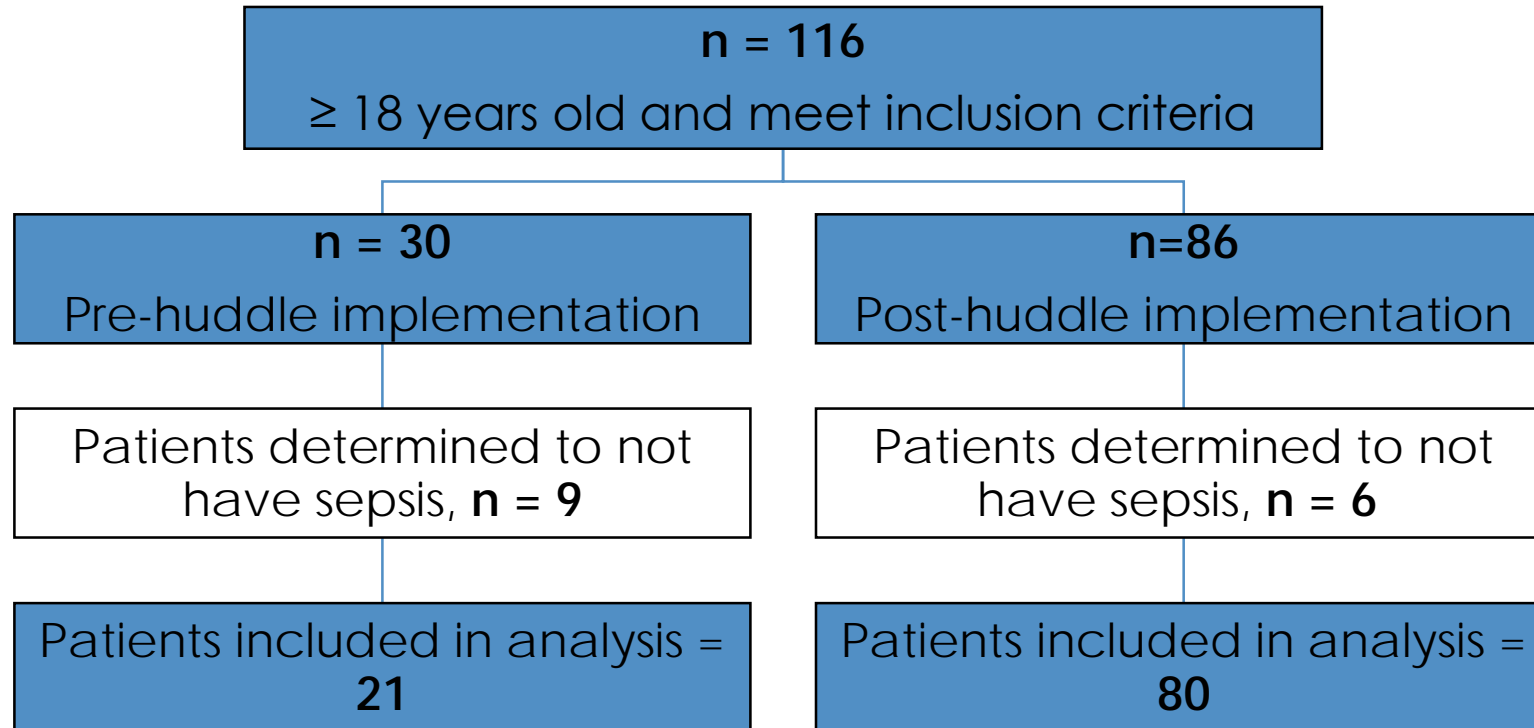 n = 116
≥ 18 years old and meet inclusion criteria
n = 30
Pre-huddle implementation
n=86
Post-huddle implementation
Patients determined to not
have sepsis, n = 9
Patients determined to not
have sepsis, n = 6
Patients included in analysis =
21
Patients included in analysis =
80